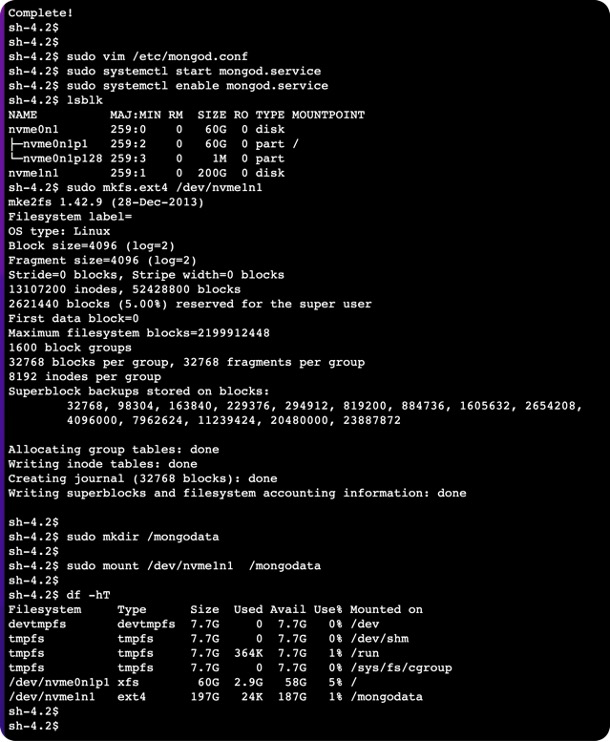 Complete!
sh-4.2$
sh-4.2$
sh-4.2$ sudo vim /etc/mongod.conf
sh-4.2$ sudo systemctl start mongod.service
sh-4.2$ sudo systemctl enable mongod.service
sh-4.2$ lsblk
NAME          MAJ:MIN RM  SIZE RO TYPE MOUNTPOINT
nvme0n1       259:0    0   60G  0 disk
├─nvme0n1p1   259:2    0   60G  0 part /
└─nvme0n1p128 259:3    0    1M  0 part
nvme1n1       259:1    0  200G  0 disk
sh-4.2$ sudo mkfs.ext4 /dev/nvme1n1
mke2fs 1.42.9 (28-Dec-2013)
Filesystem label=
OS type: Linux
Block size=4096 (log=2)
Fragment size=4096 (log=2)
Stride=0 blocks, Stripe width=0 blocks
13107200 inodes, 52428800 blocks
2621440 blocks (5.00%) reserved for the super user
First data block=0
Maximum filesystem blocks=2199912448
1600 block groups
32768 blocks per group, 32768 fragments per group
8192 inodes per group
Superblock backups stored on blocks:
        32768, 98304, 163840, 229376, 294912, 819200, 884736, 1605632, 2654208,
        4096000, 7962624, 11239424, 20480000, 23887872
Allocating group tables: done
Writing inode tables: done
Creating journal (32768 blocks): done
Writing superblocks and filesystem accounting information: done
sh-4.2$
sh-4.2$ sudo mkdir /mongodata
sh-4.2$
sh-4.2$ sudo mount /dev/nvme1n1  /mongodata
sh-4.2$
sh-4.2$ df -hT
Filesystem     Type      Size  Used Avail Use% Mounted on
devtmpfs       devtmpfs  7.7G     0  7.7G   0% /dev
tmpfs          tmpfs     7.7G     0  7.7G   0% /dev/shm
tmpfs          tmpfs     7.7G  364K  7.7G   1% /run
tmpfs          tmpfs     7.7G     0  7.7G   0% /sys/fs/cgroup
/dev/nvme0n1p1 xfs        60G  2.9G   58G   5% /
/dev/nvme1n1   ext4      197G   24K  187G   1% /mongodata
sh-4.2$
sh-4.2$